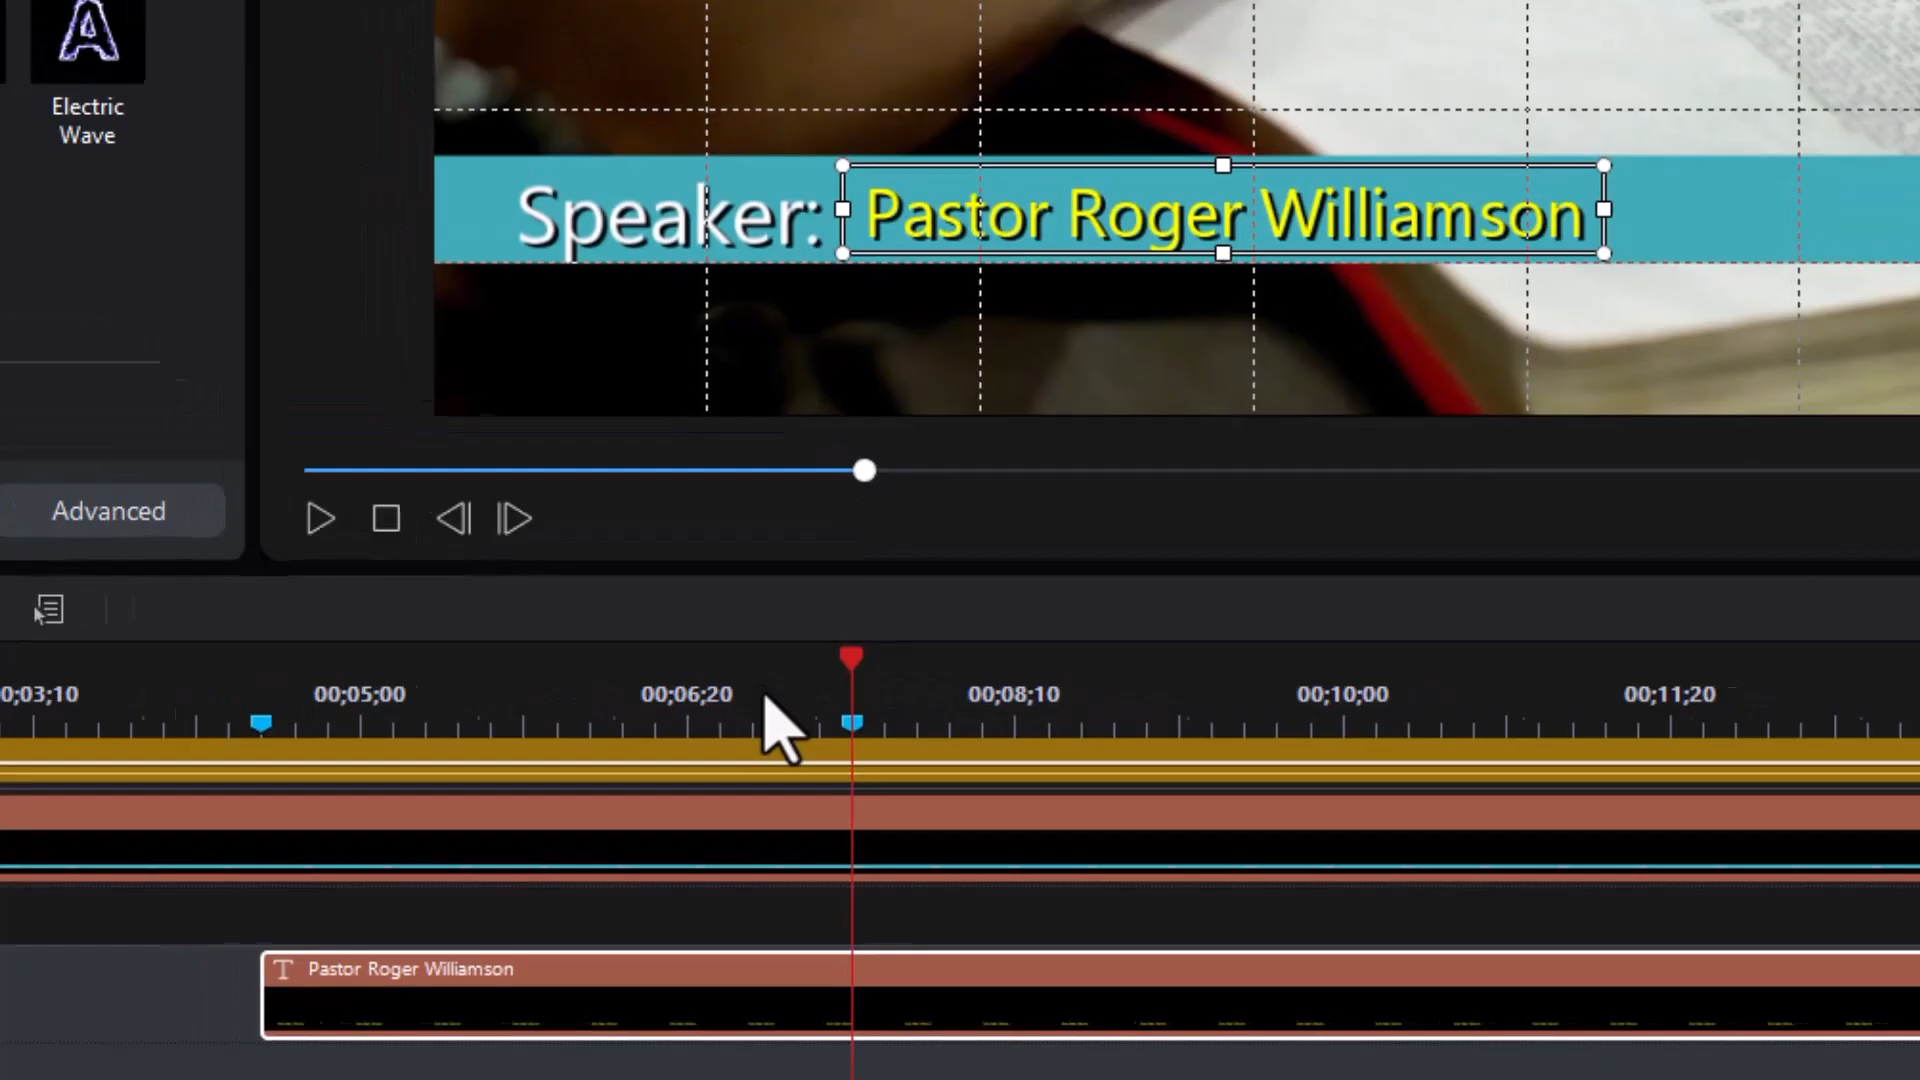 A
Electric
Wave
Speaker: Pastor Roger Williamson
Advanced
0;03;10 00;05;00 00;06;20 00;08;10 00;10;00 00;11;20
T Pastor Roger Williamson